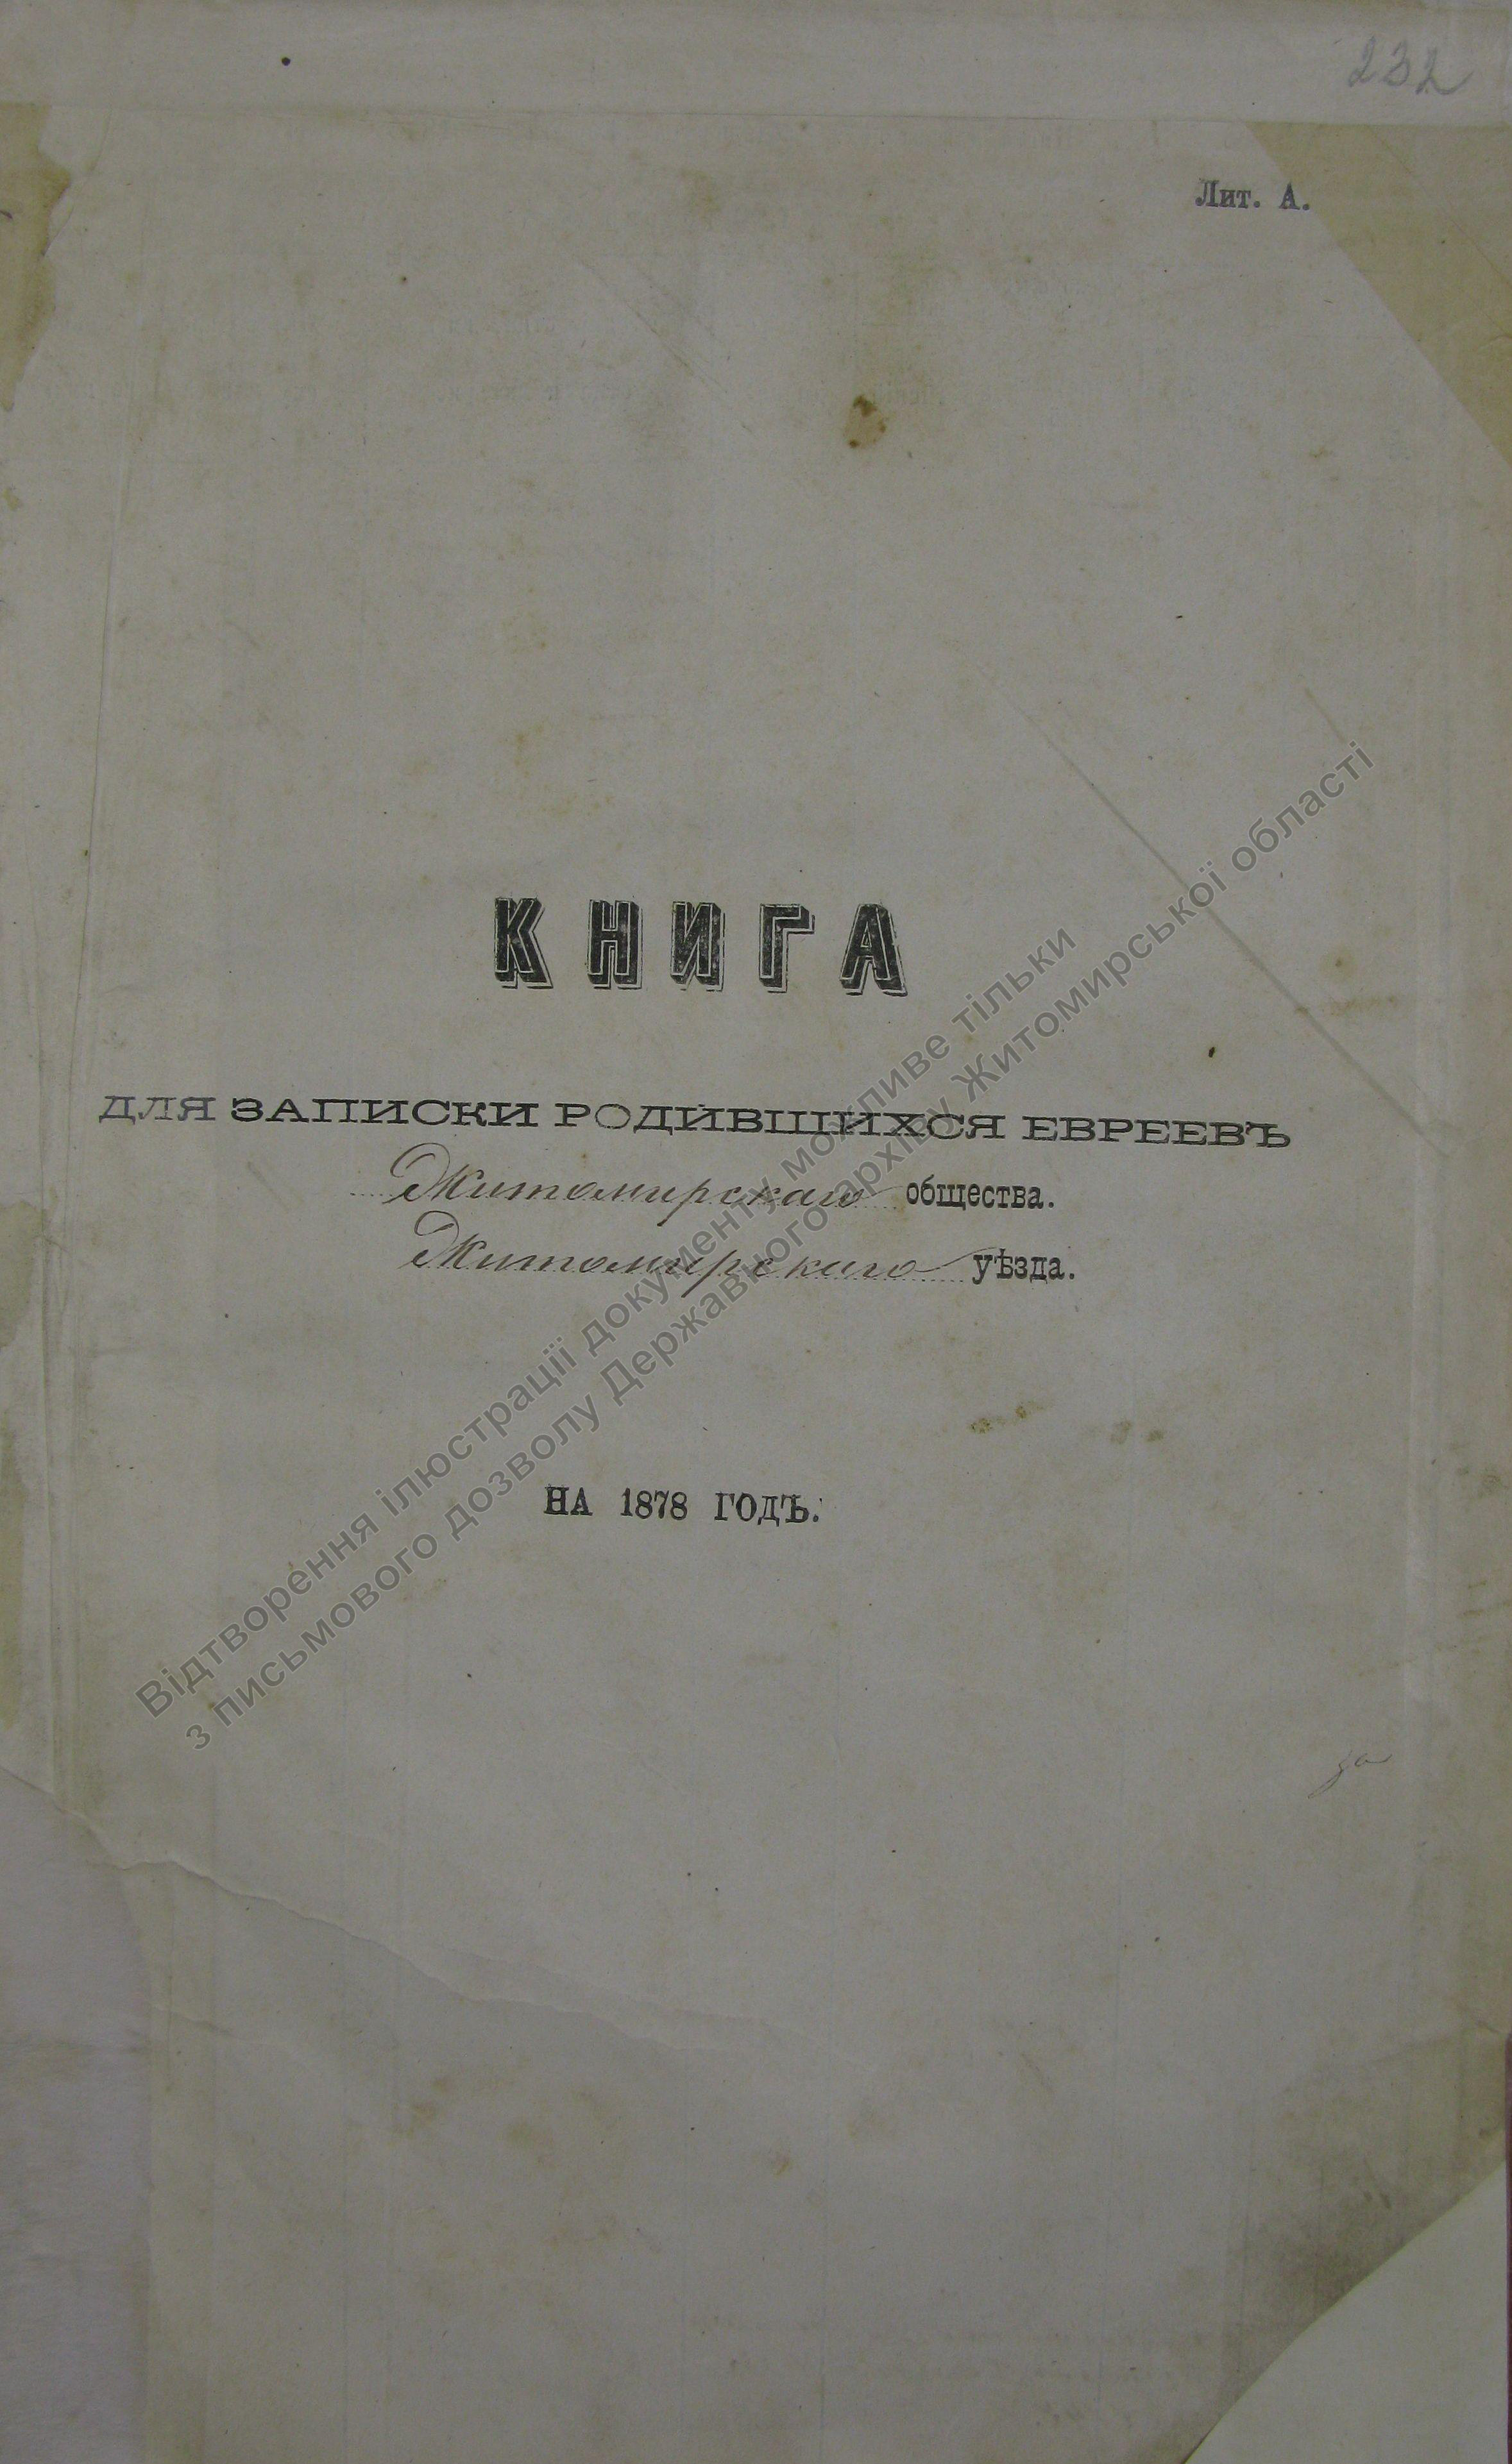 232
Лит. А.
КНИГА
ДЛЯ ЗАПИСКИ РОДИВШИХСЯ ЕВРЕЕВЪ
Житомирскаго общества.
Житомирскаго уѣзда.
НА 1878 ГОДЪ.
за
Відтворення ілюстрації документу можливе тільки
з письмового дозволу Державного архіву Житомирської області